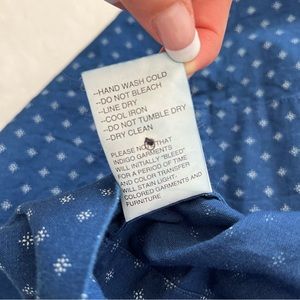 --HAND WASH COLD
--DO NOT BLEACH
--LINE DRY
--COOL IRON
--DO NOT TUMBLE DRY
--DRY CLEAN
PLEASE NOTE THAT
INDIGO GARMENTS
WILL INITIALLY "BLEED"
FOR A PERIOD OF TIME
AND COLOR TRANSFER
WILL STAIN LIGHT-
COLORED GARMENTS AND
FURNITURE